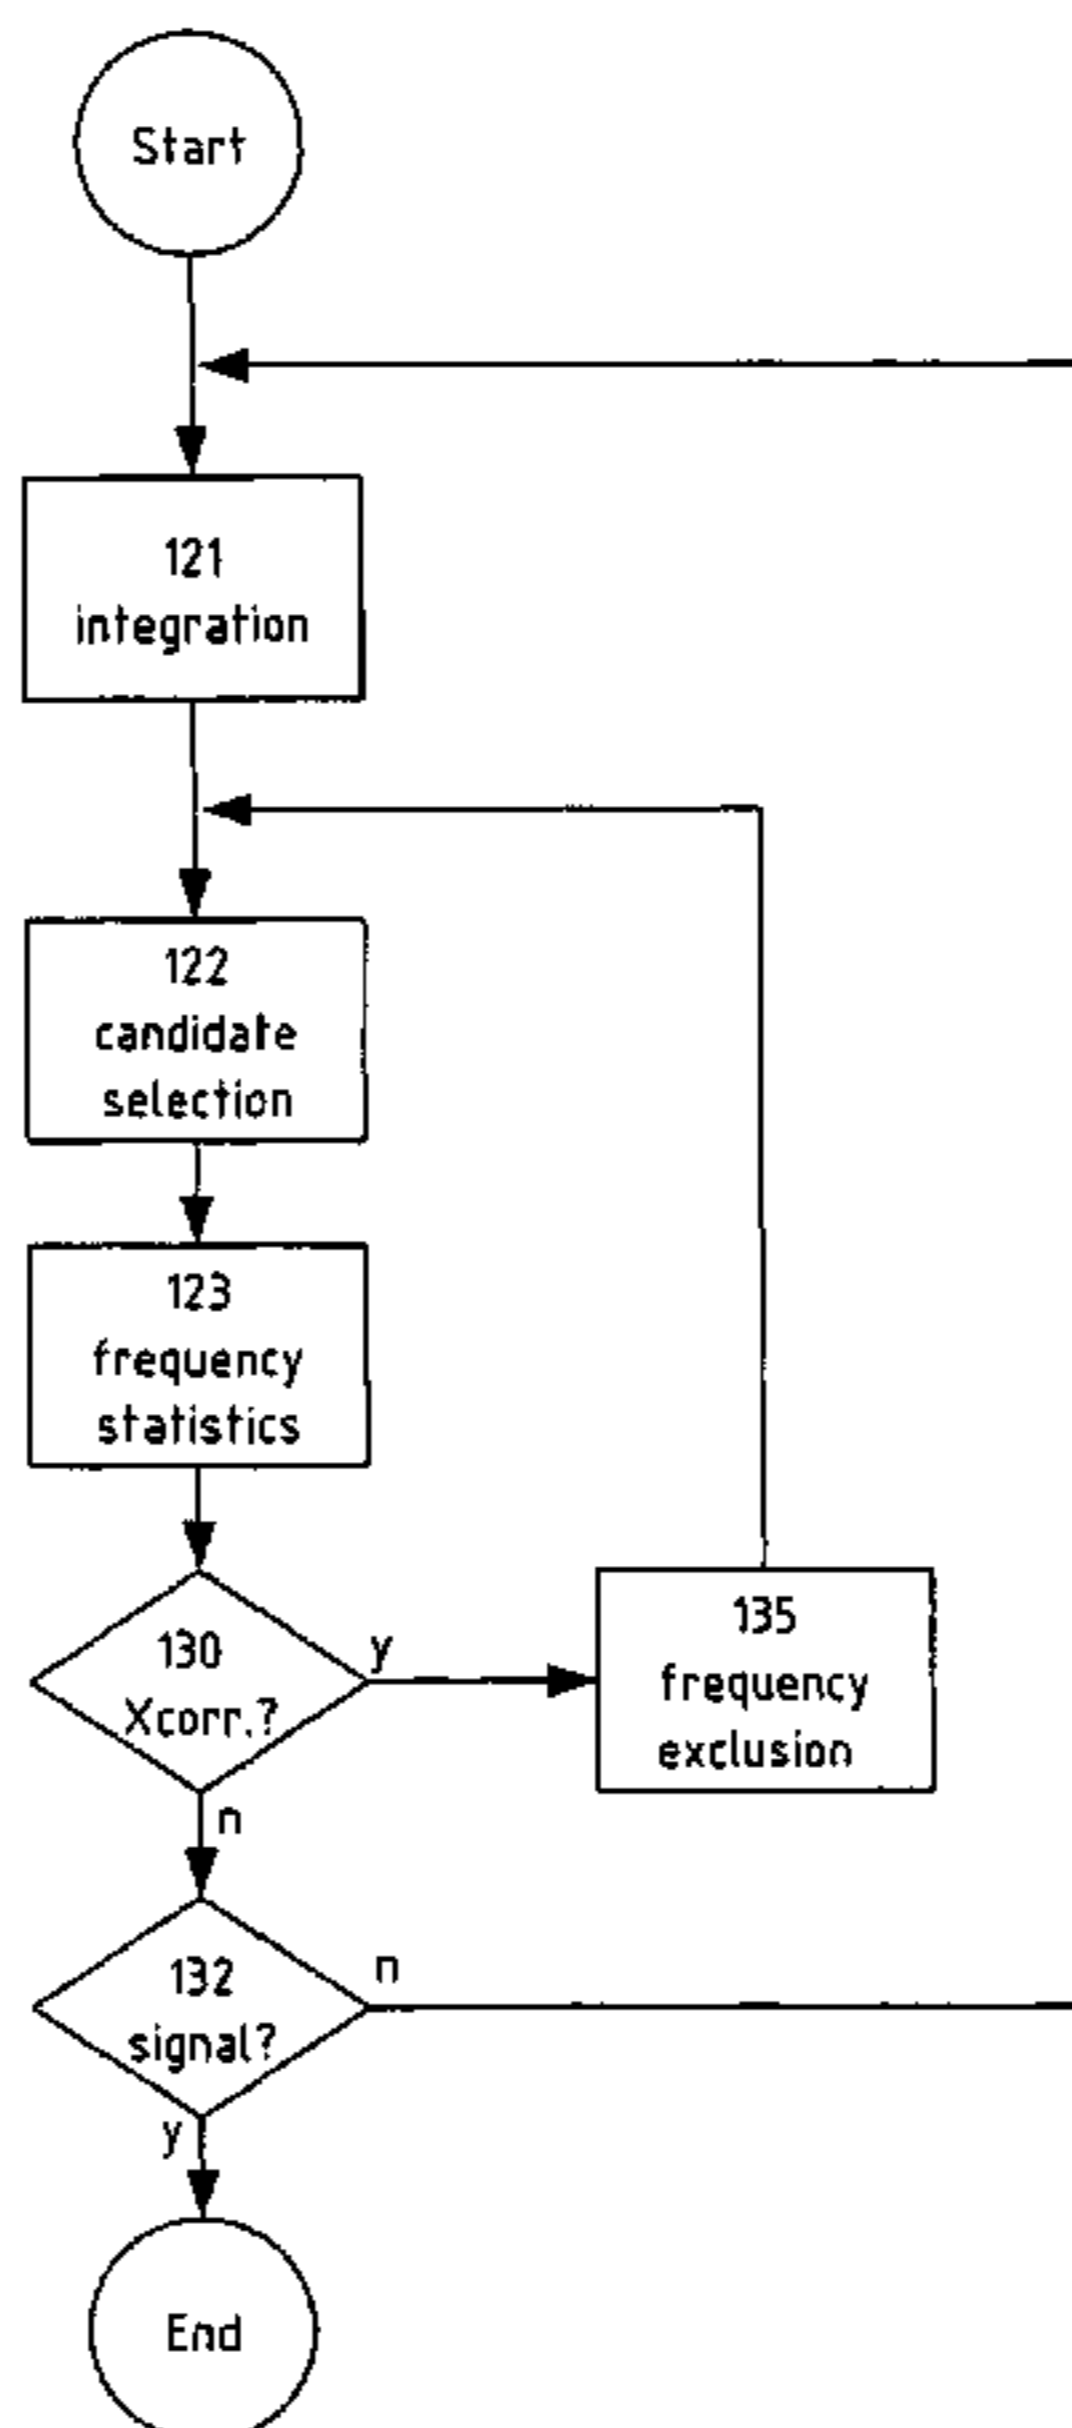 Start
121
integration
122
candidate
selection
123
frequency
statistics
130
Xcorr.?
y
135
frequency
exclusion
n
132
signal?
n
y
End